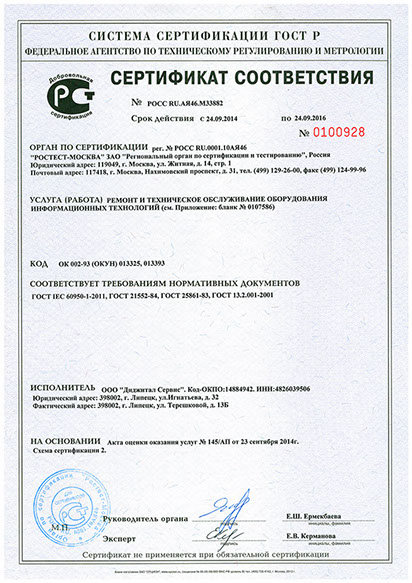 СИСТЕМА СЕРТИФИКАЦИИ ГОСТ Р
ФЕДЕРАЛЬНОЕ АГЕНТСТВО ПО ТЕХНИЧЕСКОМУ РЕГУЛИРОВАНИЮ И МЕТРОЛОГИИ
Добровольная
сертификация
СЕРТИФИКАТ СООТВЕТСТВИЯ
№ РОСС RU.АЯ46.М33882
Срок действия с 24.09.2014 по 24.09.2016
№ 0100928
ОРГАН ПО СЕРТИФИКАЦИИ рег. № РОСС RU.0001.10АЯ46
"РОСТЕСТ-МОСКВА" ЗАО "Региональный орган по сертификации и тестированию", Россия
Юридический адрес: 119049, г. Москва, ул. Житная, д. 14, стр. 1
Почтовый адрес: 117418, г. Москва, Нахимовский проспект, д. 31, тел. (499) 129-26-00, факс (499) 124-99-96
УСЛУГА (РАБОТА) РЕМОНТ И ТЕХНИЧЕСКОЕ ОБСЛУЖИВАНИЕ ОБОРУДОВАНИЯ
ИНФОРМАЦИОННЫХ ТЕХНОЛОГИЙ (см. Приложение: бланк № 0107586)
КОД ОК 002-93 (ОКУН) 013325, 013393
СООТВЕТСТВУЕТ ТРЕБОВАНИЯМ НОРМАТИВНЫХ ДОКУМЕНТОВ
ГОСТ IEC 60950-1-2011, ГОСТ 21552-84, ГОСТ 25861-83, ГОСТ 13.2.001-2001
ИСПОЛНИТЕЛЬ ООО "Диджитал Сервис". Код-ОКПО:14884942. ИНН:4826039506
Юридический адрес: 398002, г. Липецк, ул.Игнатьева, д. 32
Фактический адрес: 398002, г. Липецк, ул. Терешковой, д. 13Б
НА ОСНОВАНИИ Акта оценки оказания услуг № 145/АП от 23 сентября 2014г.
Схема сертификации 2.
М.П.
Руководитель органа Е.Ш. Ермекбаева
подпись инициалы, фамилия
Эксперт Е.В. Керманова
подпись инициалы, фамилия
Сертификат не применяется при обязательной сертификации